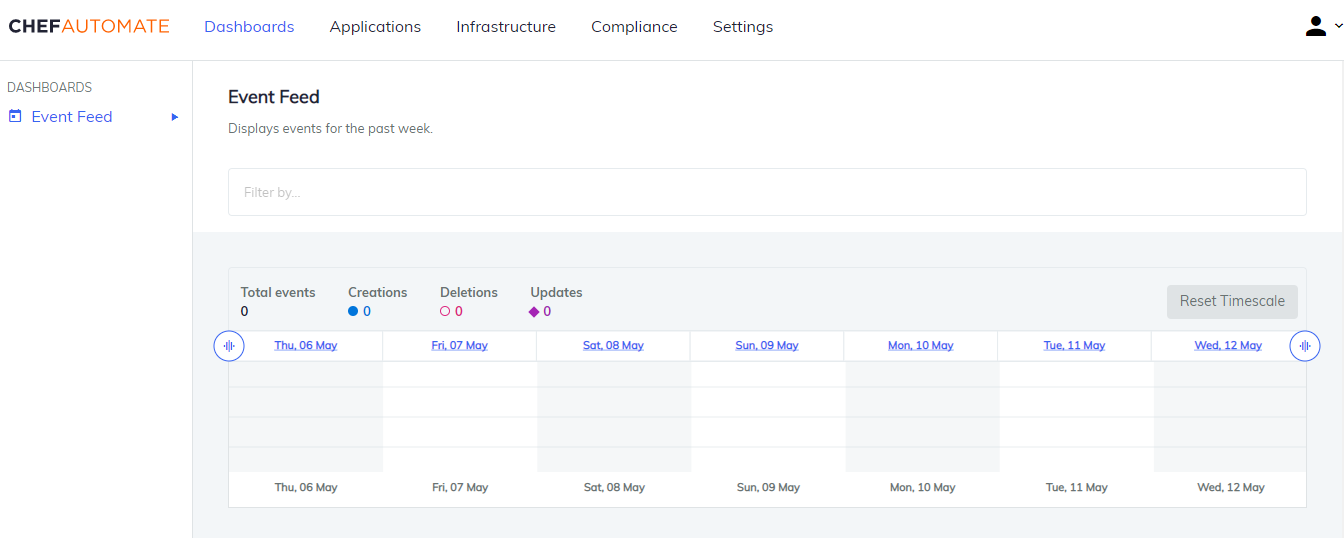 CHEFAUTOMATE Dashboards Applications Infrastructure Compliance Settings
DASHBOARDS
Event Feed
Event Feed
Displays events for the past week.
Filter by...
Total events Creations Deletions Updates
0 0 0 0
Reset Timescale
Thu, 06 May Fri, 07 May Sat, 08 May Sun, 09 May Mon, 10 May Tue, 11 May Wed, 12 May
Thu, 06 May Fri, 07 May Sat, 08 May Sun, 09 May Mon, 10 May Tue, 11 May Wed, 12 May